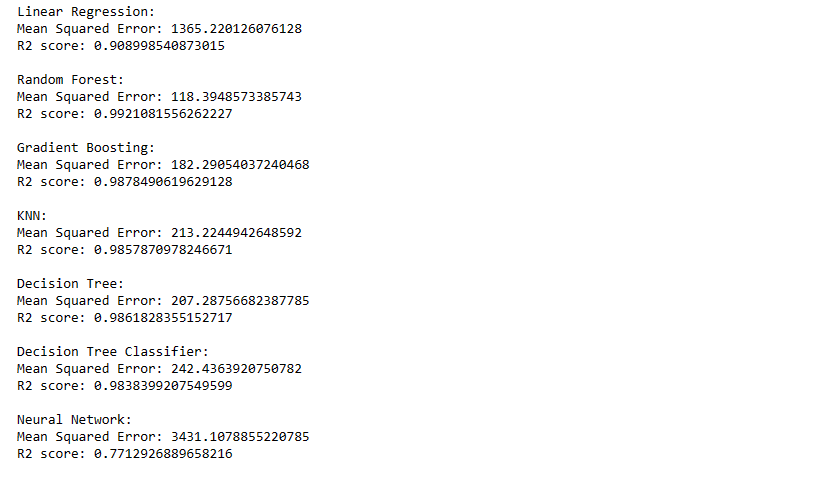 Linear Regression:
Mean Squared Error: 1365.220126076128
R2 score: 0.908998540873015
Random Forest:
Mean Squared Error: 118.3948573385743
R2 score: 0.9921081556262227
Gradient Boosting:
Mean Squared Error: 182.29054037240468
R2 score: 0.9878490619629128
KNN:
Mean Squared Error: 213.2244942648592
R2 score: 0.9857870978246671
Decision Tree:
Mean Squared Error: 207.28756682387785
R2 score: 0.9861828355152717
Decision Tree Classifier:
Mean Squared Error: 242.4363920750782
R2 score: 0.9838399207549599
Neural Network:
Mean Squared Error: 3431.1078855220785
R2 score: 0.7712926889658216